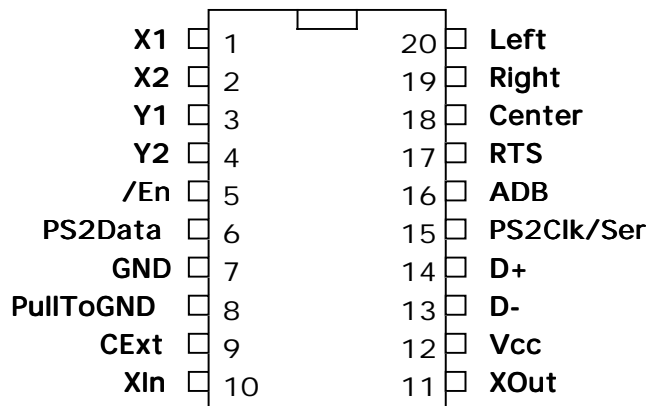 X1 1 20 Left
X2 2 19 Right
Y1 3 18 Center
Y2 4 17 RTS
/En 5 16 ADB
PS2Data 6 15 PS2Clk/Ser
GND 7 14 D+
PullToGND 8 13 D-
CExt 9 12 Vcc
XIn 10 11 XOut